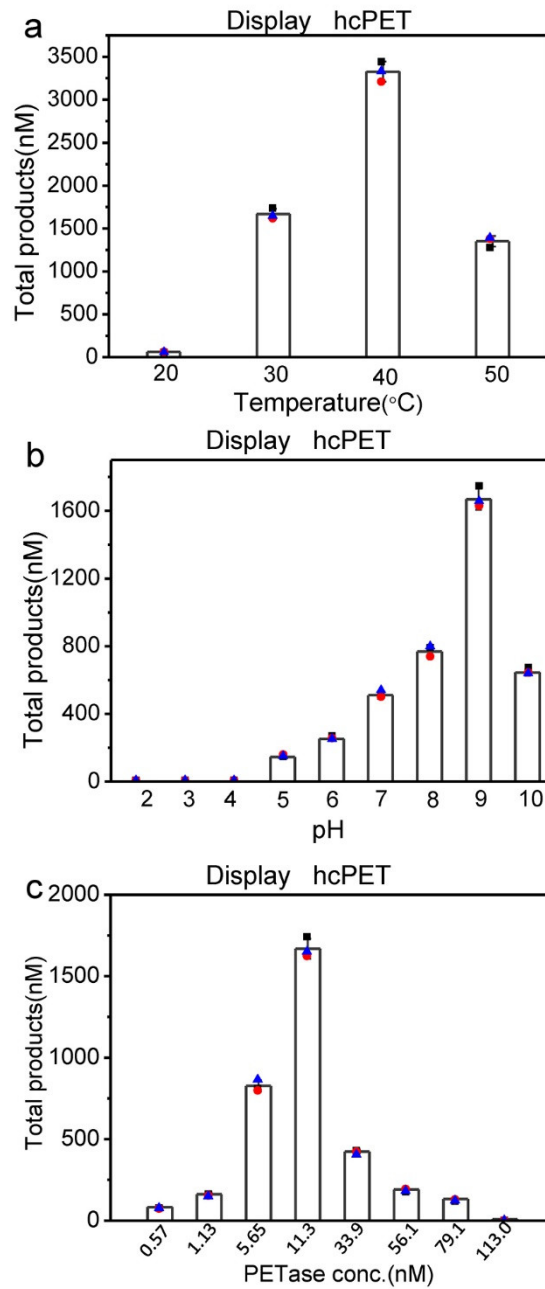 a
Display hcPET
3500
3000
2500
2000
1500
1000
500
0
Total products(nM)
20 30 40 50
Temperature(°C)
b
Display hcPET
1600
1200
800
400
0
Total products(nM)
2 3 4 5 6 7 8 9 10
pH
c
Display hcPET
2000
1500
1000
500
0
Total products(nM)
0.57 1.13 5.65 11.3 33.9 56.1 79.1 113.0
PETase conc.(nM)